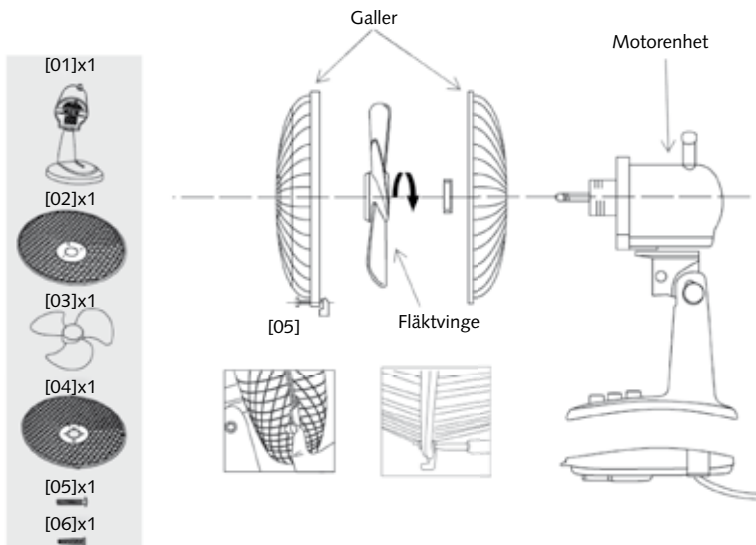 [01]x1
[02]x1
[03]x1
[04]x1
[05]x1
[06]x1
Galler
Motorenhet
[05]
Fläktvinge